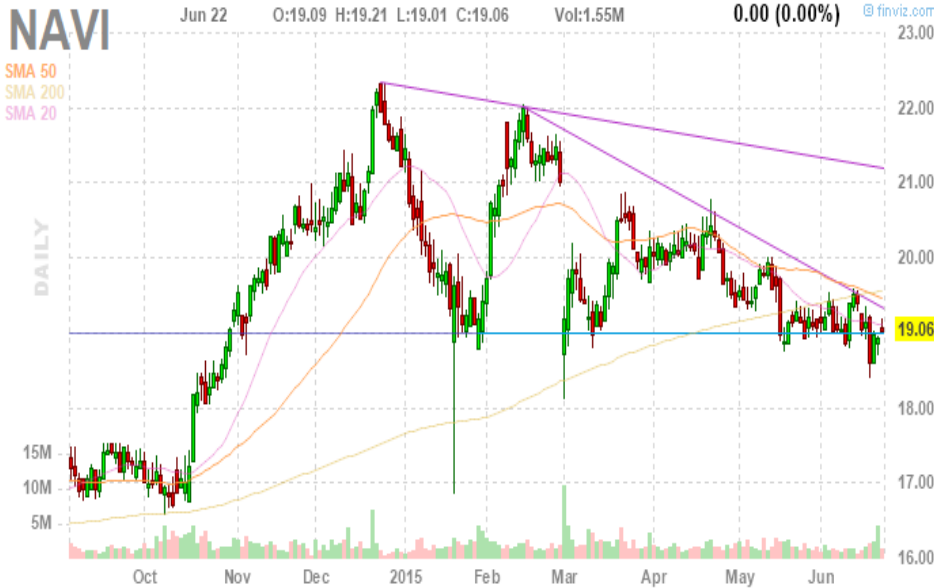 NAVI
Jun 22 O:19.09 H:19.21 L:19.01 C:19.06 Vol:1.55M 0.00 (0.00%)
© finviz.com
SMA 50
SMA 200
SMA 20
DAILY
23.00
22.00
21.00
20.00
19.06
18.00
17.00
16.00
15M
10M
5M
Oct Nov Dec 2015 Feb Mar Apr May Jun